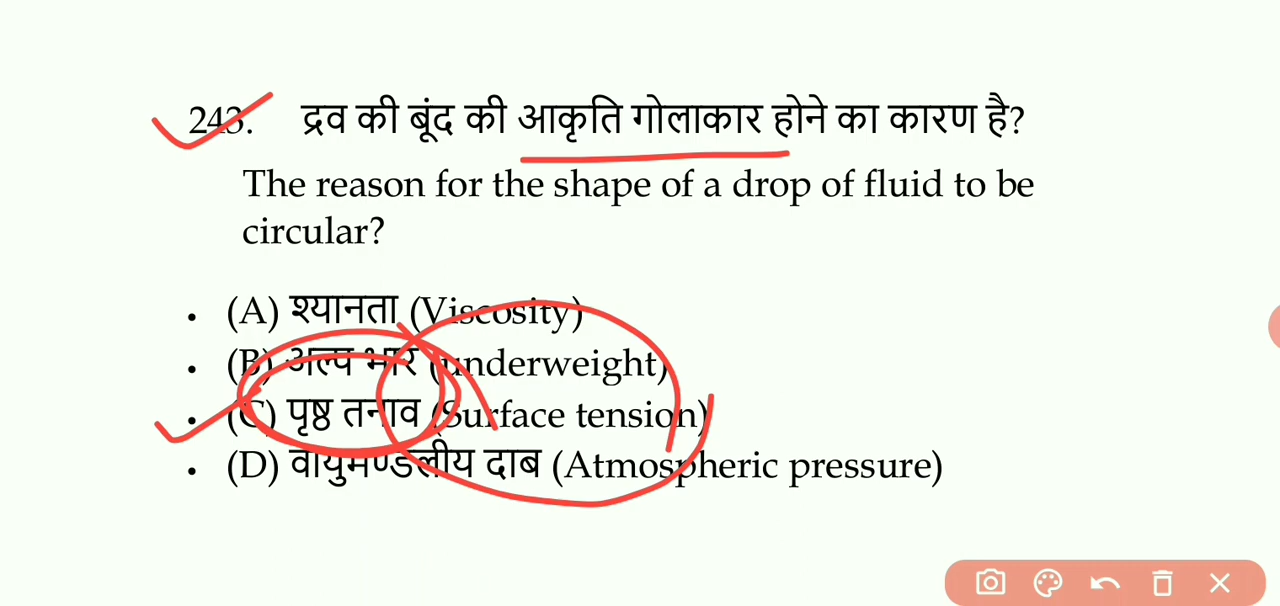 243. द्रव की बूंद की आकृति गोलाकार होने का कारण है?
The reason for the shape of a drop of fluid to be
circular?
• (A) श्यानता (Viscosity)
• (B) अल्प भार (underweight)
• (C) पृष्ठ तनाव (Surface tension)
• (D) वायुमण्डलीय दाब (Atmospheric pressure)